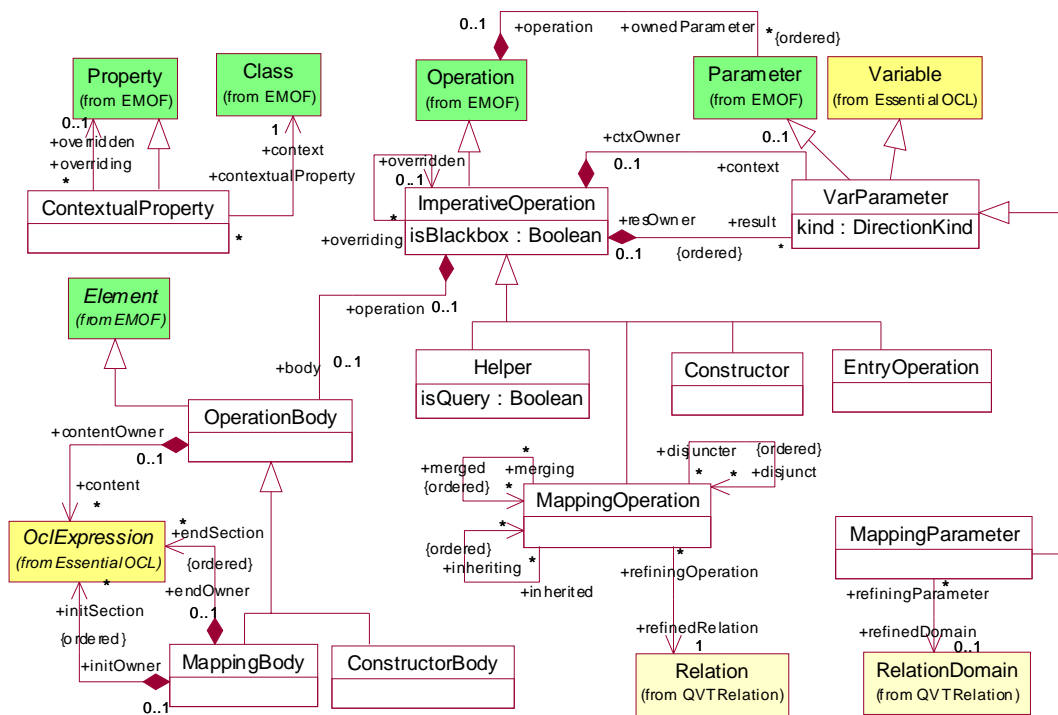 0..1
+operation
+ownedParameter
*
{ordered}
Property
(from EMOF)
Class
(from EMOF)
Operation
(from EMOF)
Parameter
(from EMOF)
Variable
(from EssentialOCL)
0..1
+overridden
+overriding
*
1
+context
+contextualProperty
*
ContextualProperty
+overridden
0..1
*
+overriding
ImperativeOperation
isBlackbox : Boolean
+ctxOwner
0..1
0..1
+context
+resOwner
0..1
+result
{ordered}
*
VarParameter
kind : DirectionKind
+operation
0..1
Element
(from EMOF)
+body
0..1
Helper
isQuery : Boolean
Constructor
EntryOperation
OperationBody
+contentOwner
0..1
+content
*
+merged
{ordered}
*
*
+merging
+disjuncter
*
*
{ordered}
+disjunct
MappingOperation
*
{ordered}
+inheriting
*
+inherited
OclExpression
(from EssentialOCL)
*
+endSection
{ordered}
+endOwner
0..1
*
+initSection
{ordered}
+initOwner
0..1
MappingBody
ConstructorBody
*
+refiningOperation
+refinedRelation
1
Relation
(from QVTRelation)
MappingParameter
*
+refiningParameter
+refinedDomain
0..1
RelationDomain
(from QVTRelation)